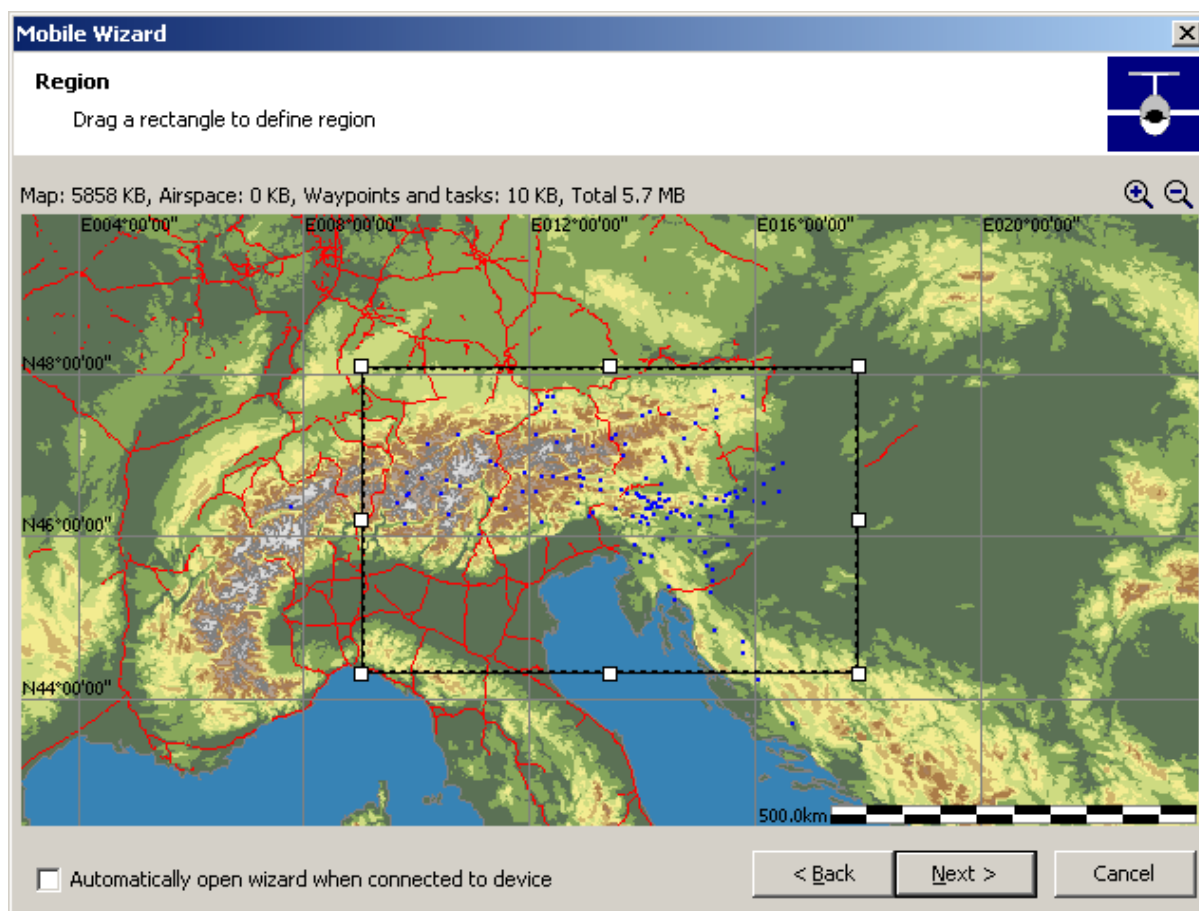 Mobile Wizard
Region
Drag a rectangle to define region
Map: 5858 KB, Airspace: 0 KB, Waypoints and tasks: 10 KB, Total 5.7 MB
E004°00'00" E008°00'00" E012°00'00" E016°00'00" E020°00'00"
N48°00'00"
N46°00'00"
N44°00'00"
500.0km
Automatically open wizard when connected to device
< Back
Next >
Cancel